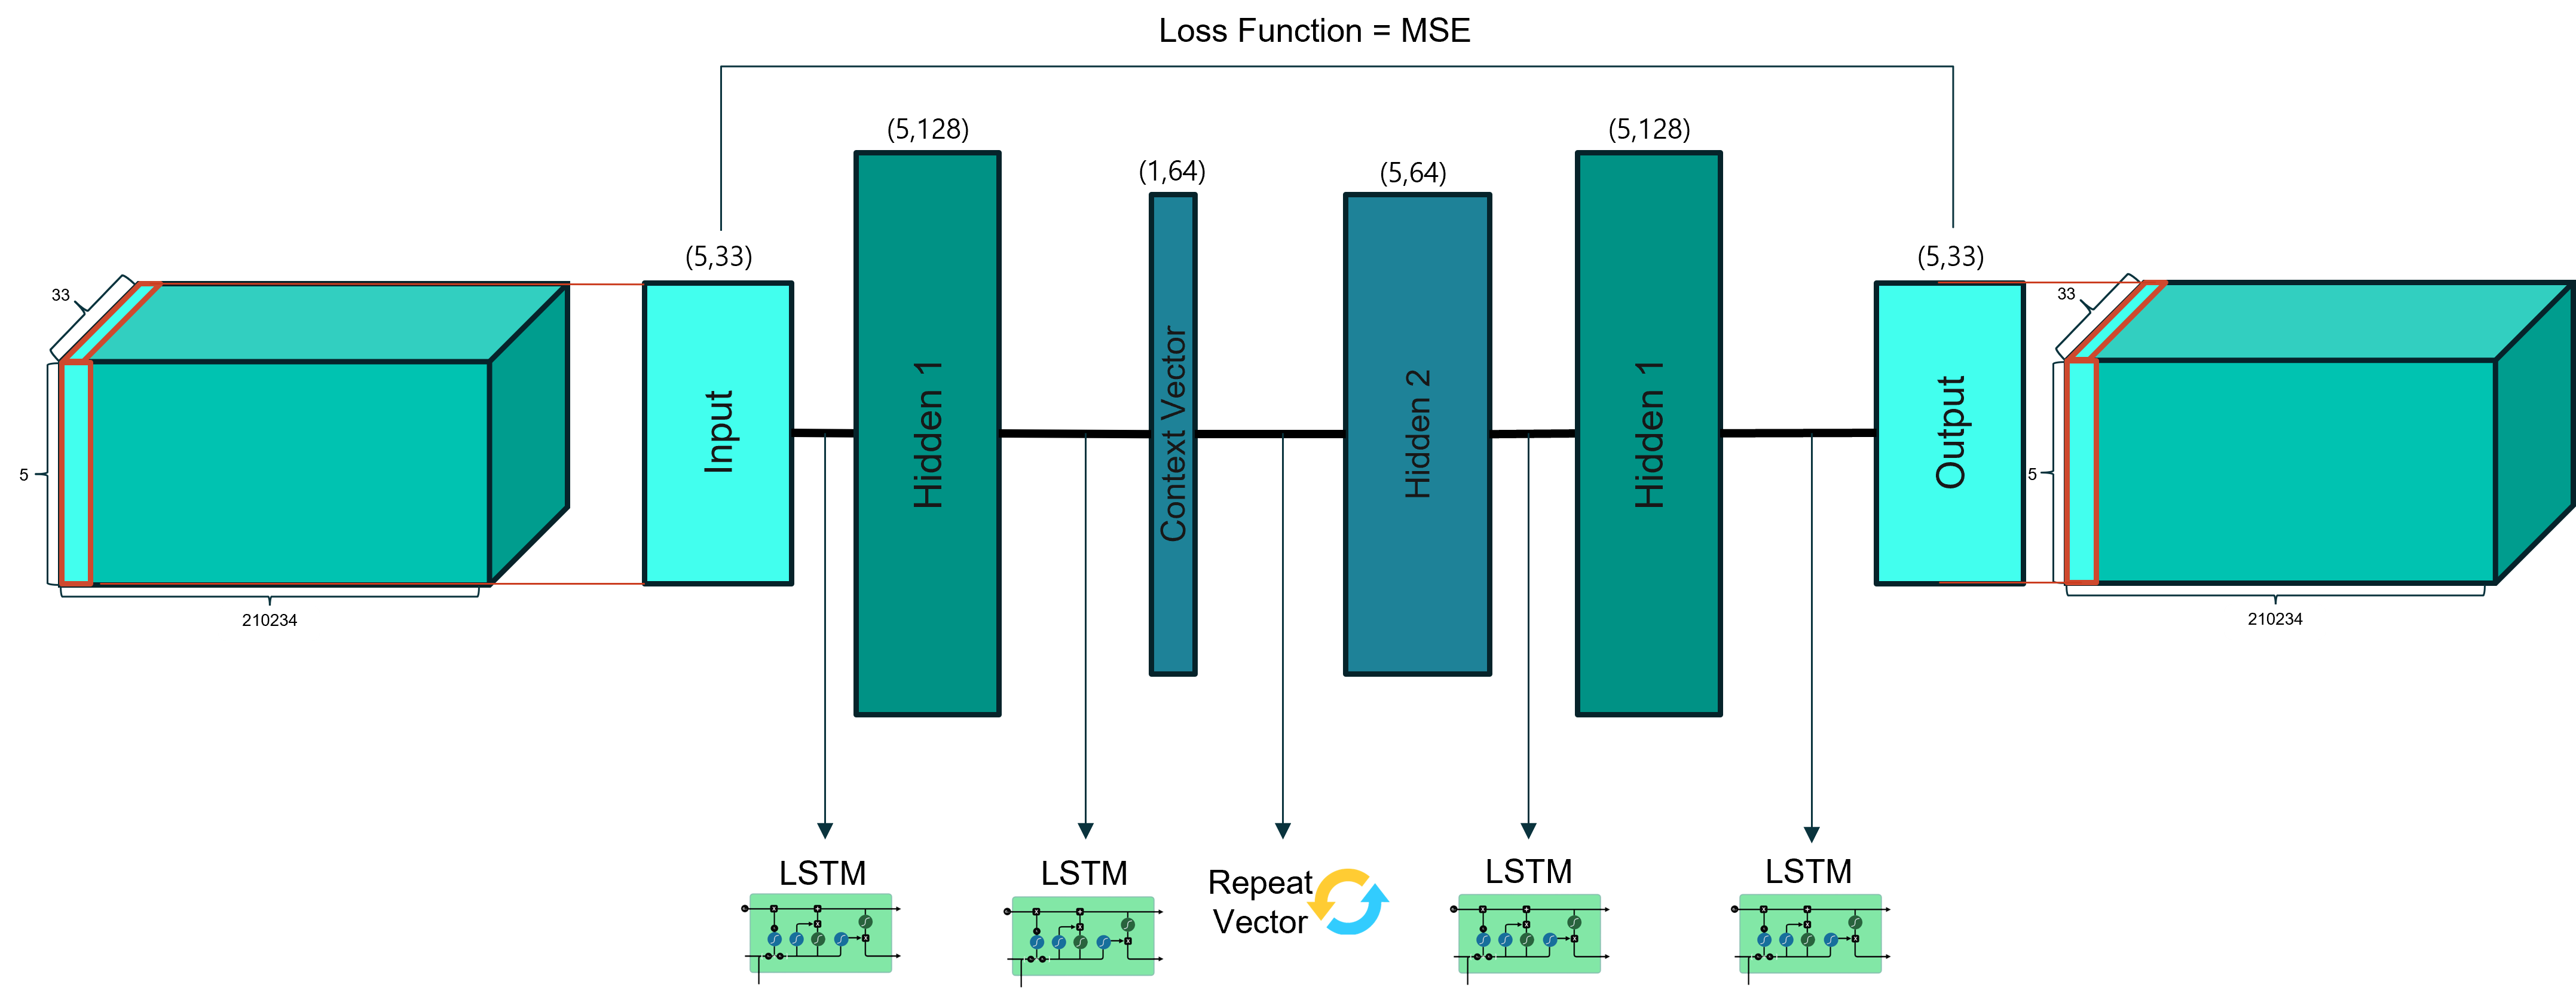 Loss Function = MSE
(5,128)
(5,128)
(1,64)
(5,64)
(5,33)
(5,33)
33
33
Input
Hidden 1
Context Vector
Hidden 2
Hidden 1
Output
5
5
210234
210234
LSTM
LSTM
Repeat
Vector
LSTM
LSTM